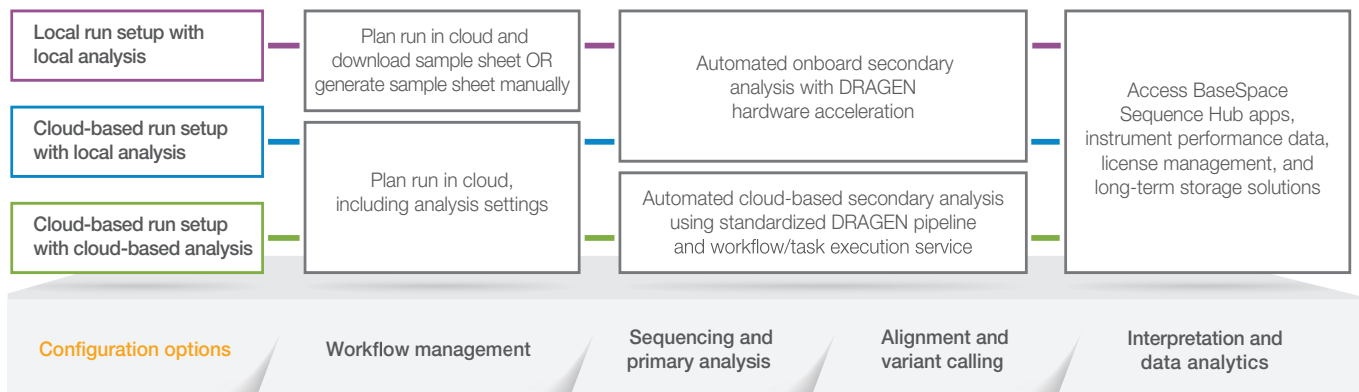 Local run setup with
local analysis
Plan run in cloud and
download sample sheet OR
generate sample sheet manually
Automated onboard secondary
analysis with DRAGEN
hardware acceleration
Access BaseSpace
Sequence Hub apps,
instrument performance data,
license management, and
long-term storage solutions
Cloud-based run setup
with local analysis
Plan run in cloud,
including analysis settings
Automated cloud-based secondary analysis
using standardized DRAGEN pipeline
and workflow/task execution service
Cloud-based run setup
with cloud-based analysis
Configuration options
Workflow management
Sequencing and
primary analysis
Alignment and
variant calling
Interpretation and
data analytics